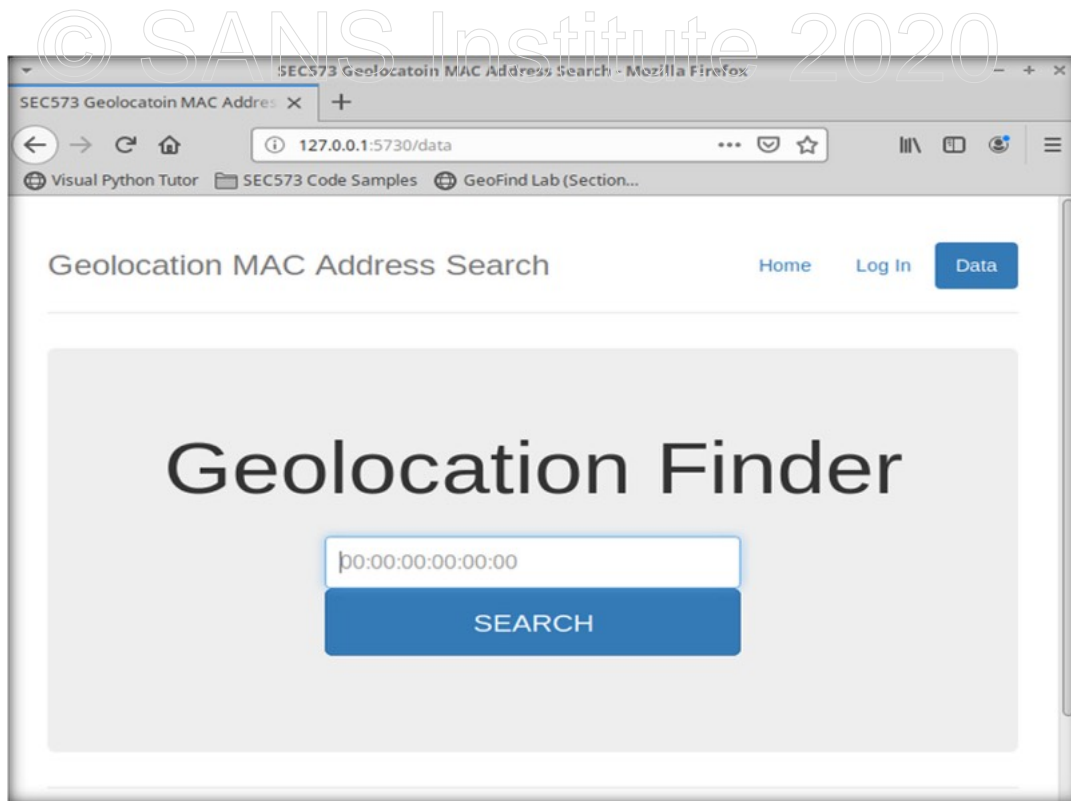 © SANS Institute 2020
SEC573 Geolocatoin MAC Address Search - Mozilla Firefox
SEC573 Geolocatoin MAC Addres
127.0.0.1:5730/data
Visual Python Tutor SEC573 Code Samples GeoFind Lab (Section...
Geolocation MAC Address Search Home Log In Data
Geolocation Finder
00:00:00:00:00:00
SEARCH